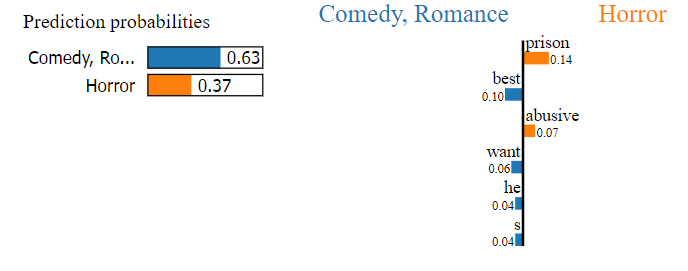 Prediction probabilities
Comedy, Ro... 0.63
Horror 0.37
Comedy, Romance Horror
prison
0.14
best
0.10
abusive
0.07
want
0.06
he
0.04
s
0.04